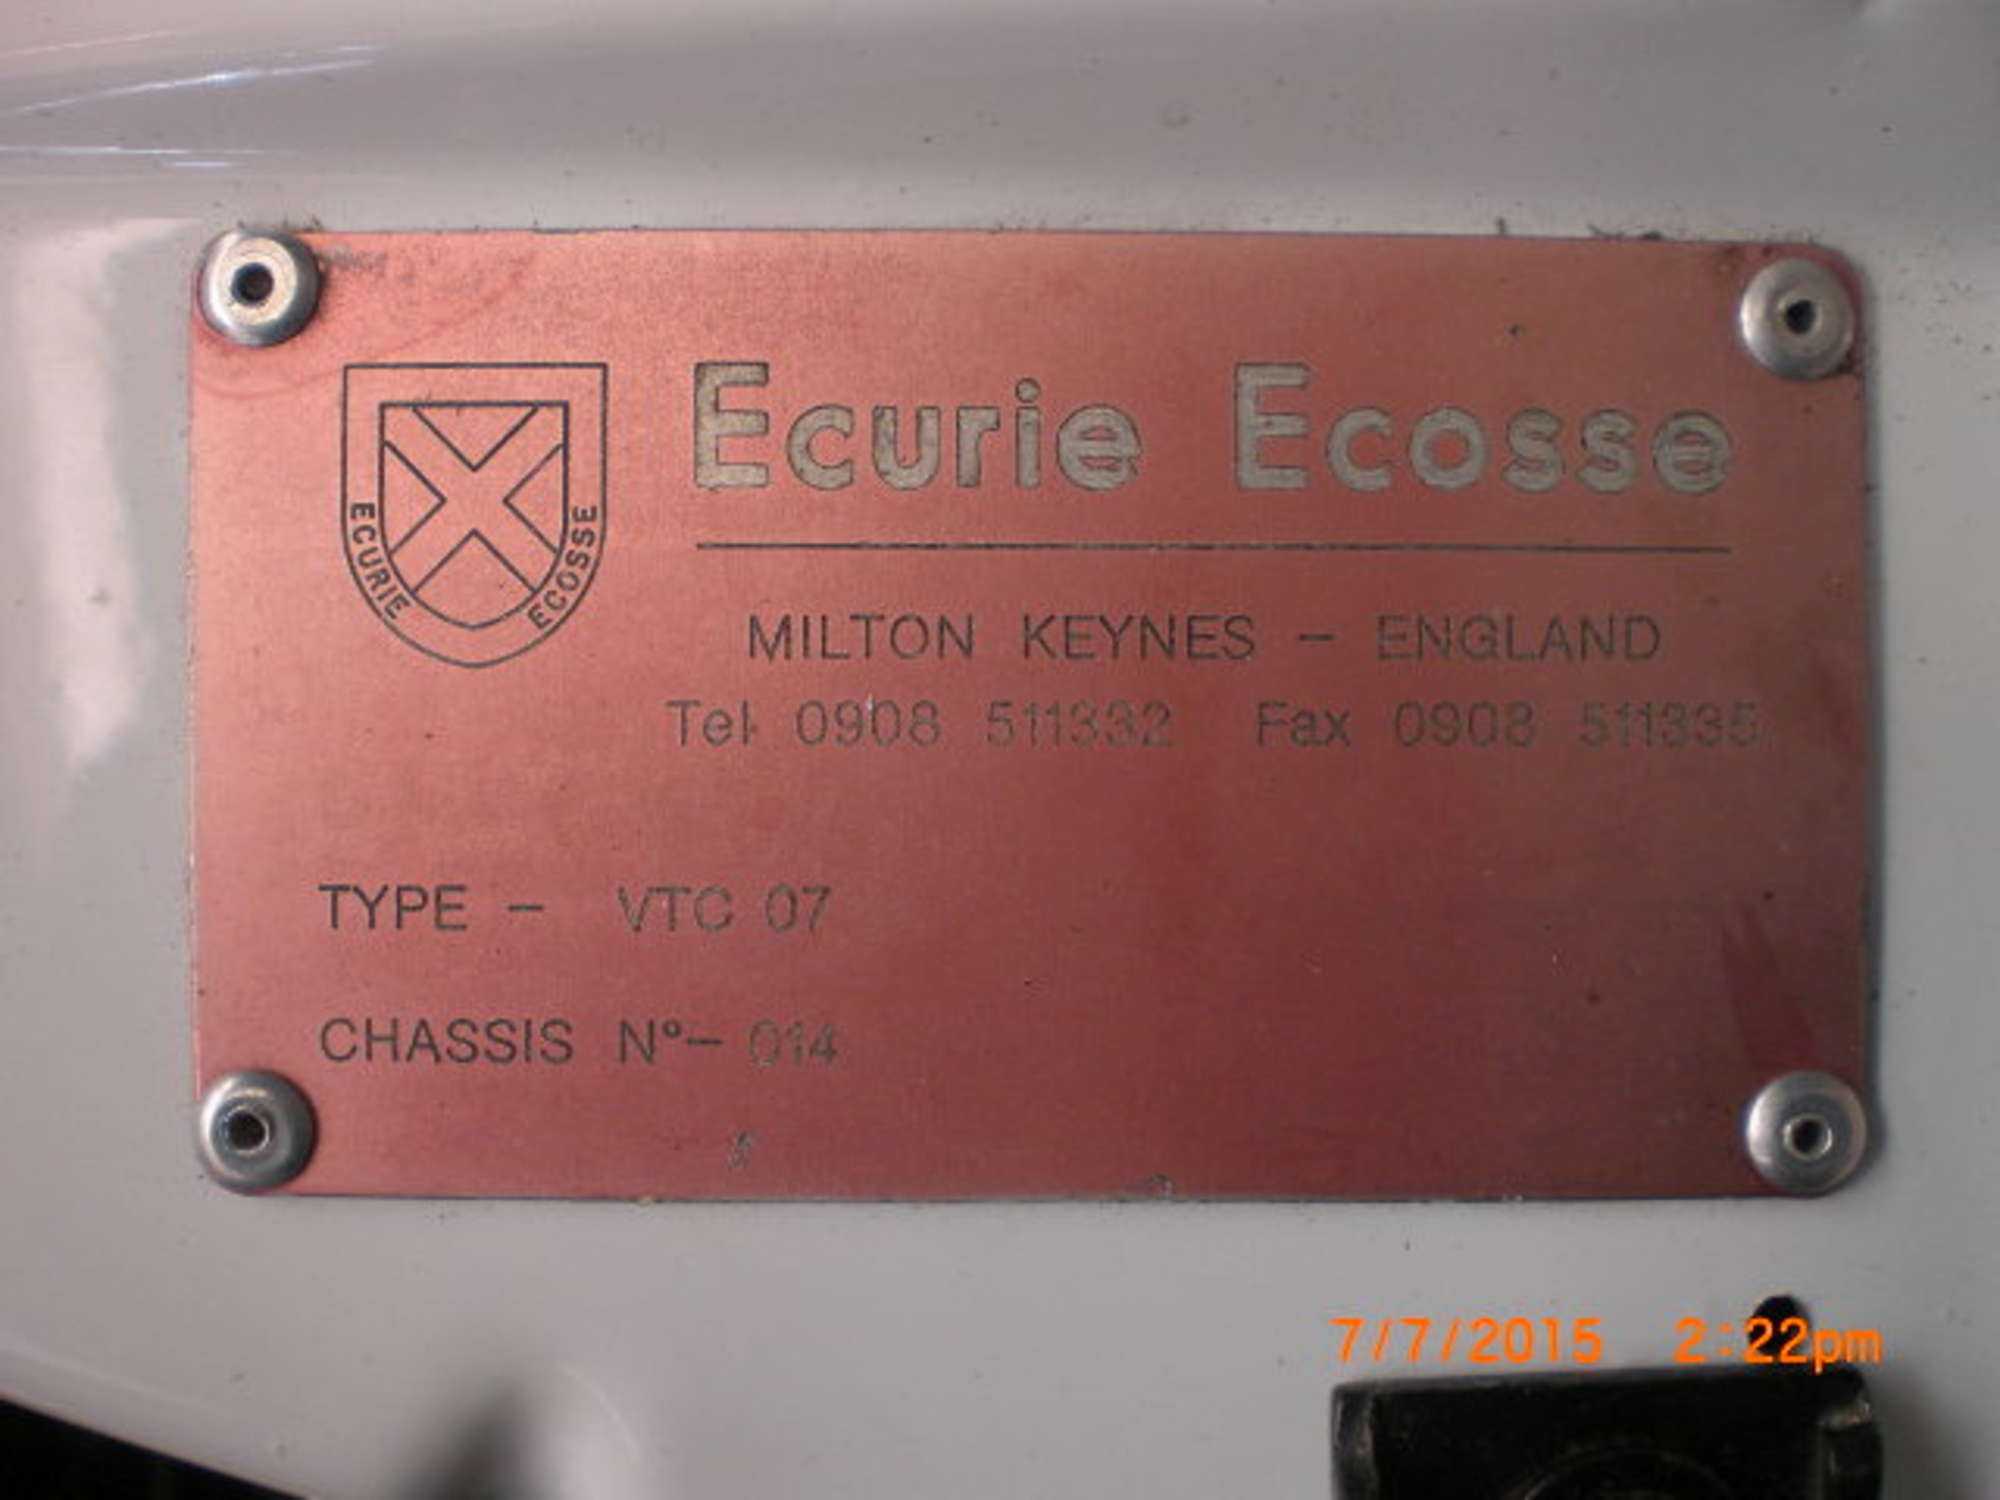 Ecurie Ecosse
ECURIE ECOSSE
MILTON KEYNES - ENGLAND
Tel 0908 511332 Fax 0908 511335
TYPE - VTC 07
CHASSIS Nº- 014
7/7/2015 2:22pm